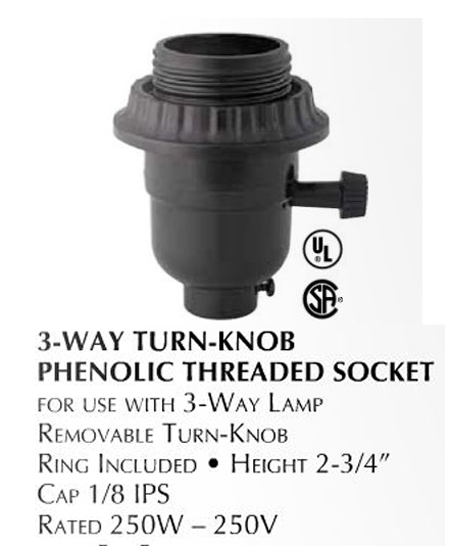 UL
SA
3-WAY TURN-KNOB
PHENOLIC THREADED SOCKET
FOR USE WITH 3-WAY LAMP
REMOVABLE TURN-KNOB
RING INCLUDED • HEIGHT 2-3/4"
CAP 1/8 IPS
RATED 250W – 250V